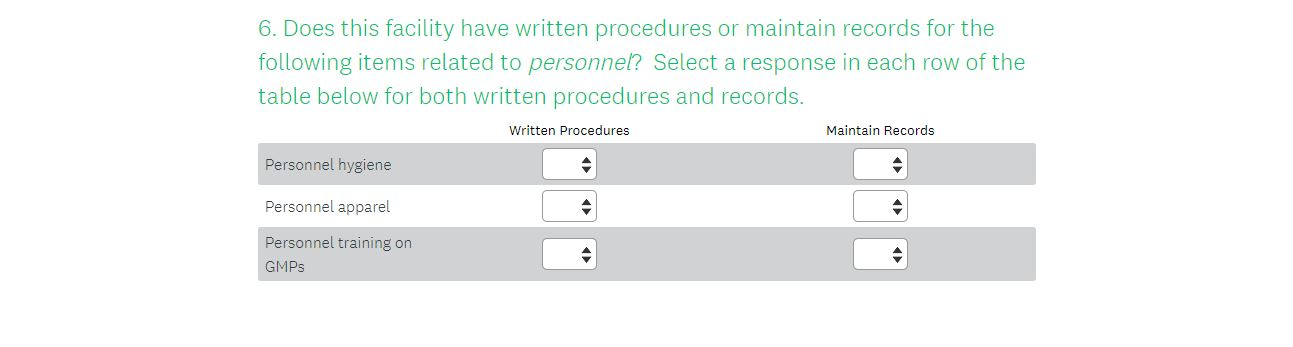 6. Does this facility have written procedures or maintain records for the
following items related to personnel? Select a response in each row of the
table below for both written procedures and records.
Written Procedures Maintain Records
Personnel hygiene
Personnel apparel
Personnel training on
GMPs